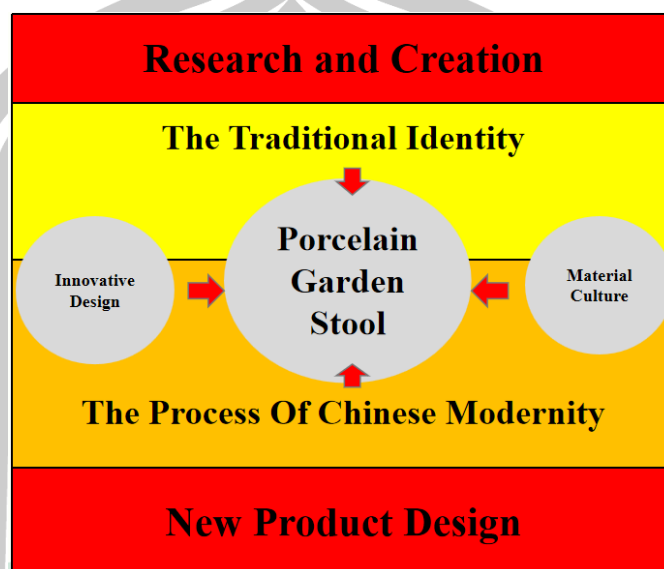 Research and Creation
The Traditional Identity
Porcelain
Garden
Stool
Innovative
Design
Material
Culture
The Process Of Chinese Modernity
New Product Design